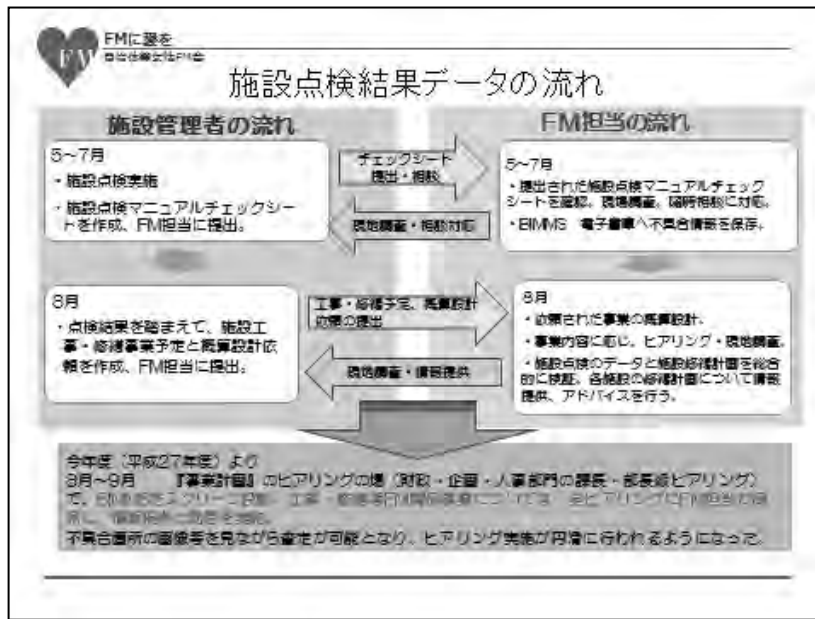 FMに愛を
FM
自治体等女性FM会
施設点検結果データの流れ
施設管理者の流れ
5~7月
・施設点検実施
・施設点検マニュアルチェックシー
トを作成、FM担当に提出。
チェックシート
提出・相談
現地調査・相談対応
FM担当の流れ
5~7月
・提出された施設点検マニュアルチェック
シートを確認、現場調査、随時相談に対応。
・BIMMS 電子書庫へ不具合情報を保存。
8月
・点検結果を踏まえて、施設工
事・修繕事業予定と概算設計依
頼を作成、FM担当に提出。
工事・修繕予定、概算設計
依頼の提出
現地調査・情報提供
8月
・依頼された事業の概算設計。
・事業内容に応じ、ヒアリング・現地調査。
・施設点検のデータと施設修繕計画を総合
的に検証、各施設の修繕計画について情報
提供、アドバイスを行う。
今年度(平成27年度)より
8月~9月 『事業計画』のヒアリングの場(財政・企画・人事部門の課長・部長級ヒアリング)
で、
不具合箇所の画像等を見ながら査定が可能となり、ヒアリング実施が円滑に行われるようになった。